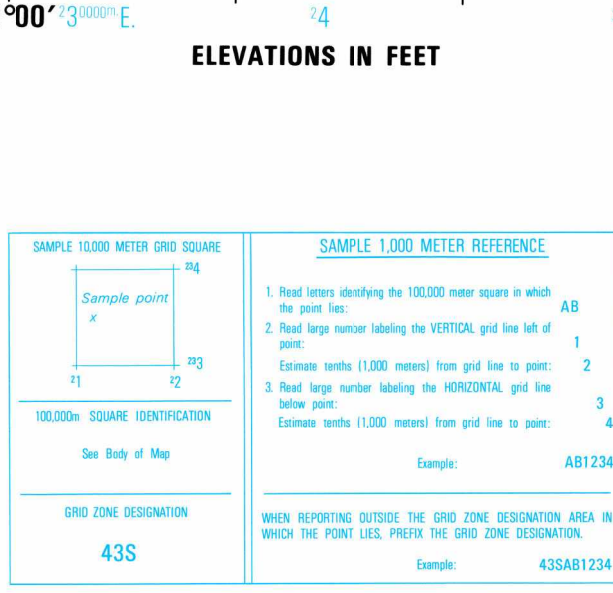 °00′ ²3⁰⁰⁰⁰ᵐ·E. ²4
ELEVATIONS IN FEET
SAMPLE 10,000 METER GRID SQUARE
²³4
Sample point
x
²³3
²1 ²2
100,000m SQUARE IDENTIFICATION
See Body of Map
GRID ZONE DESIGNATION
43S
SAMPLE 1,000 METER REFERENCE
1. Read letters identifying the 100,000 meter square in which
the point lies: AB
2. Read large number labeling the VERTICAL grid line left of
point: 1
Estimate tenths (1,000 meters) from grid line to point: 2
3. Read large number labeling the HORIZONTAL grid line
below point: 3
Estimate tenths (1,000 meters) from grid line to point: 4
Example: AB1234
WHEN REPORTING OUTSIDE THE GRID ZONE DESIGNATION AREA IN
WHICH THE POINT LIES, PREFIX THE GRID ZONE DESIGNATION.
Example: 43SAB1234